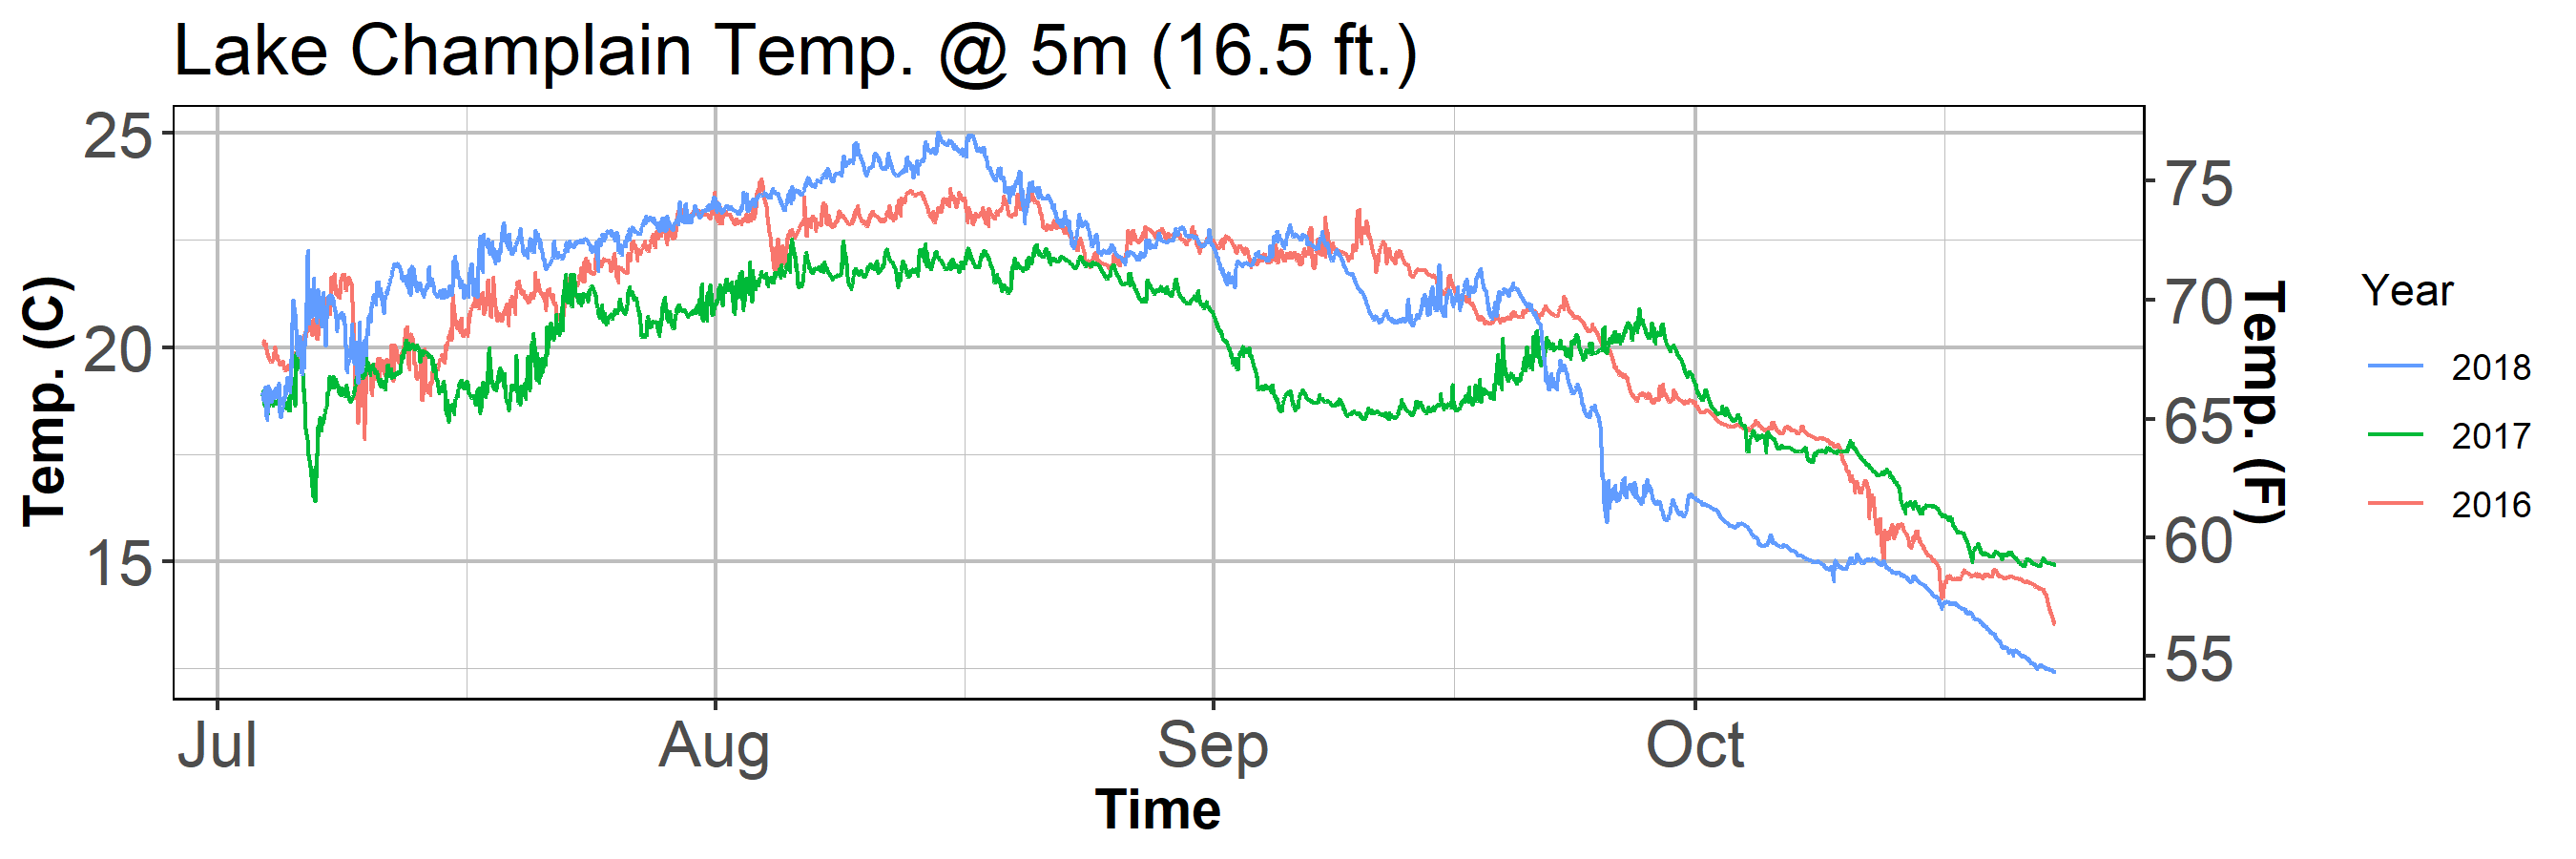 Lake Champlain Temp. @ 5m (16.5 ft.)
Temp. (C)
25
20
15
75
70
65
60
55
Temp. (F)
Jul
Aug
Sep
Oct
Time
Year
2018
2017
2016